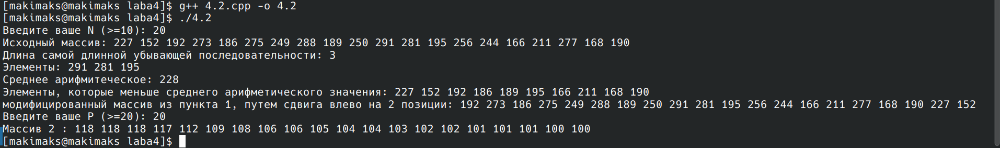 [makimaks@makimaks laba4]$ g++ 4.2.cpp -o 4.2
[makimaks@makimaks laba4]$ ./4.2
Введите ваше N (>=10): 20
Исходный массив: 227 152 192 273 186 275 249 288 189 250 291 281 195 256 244 166 211 277 168 190
Длина самой длинной убывающей последовательности: 3
Элементы: 291 281 195
Среднее арифмитеческое: 228
Элементы, которые меньше среднего арифметического значения: 227 152 192 186 189 195 166 211 168 190
модифицированный массив из пункта 1, путем сдвига влево на 2 позиции: 192 273 186 275 249 288 189 250 291 281 195 256 244 166 211 277 168 190 227 152
Введите ваше P (>=20): 20
Массив 2 : 118 118 118 117 112 109 108 106 106 105 104 104 103 102 102 101 101 101 100 100
[makimaks@makimaks laba4]$